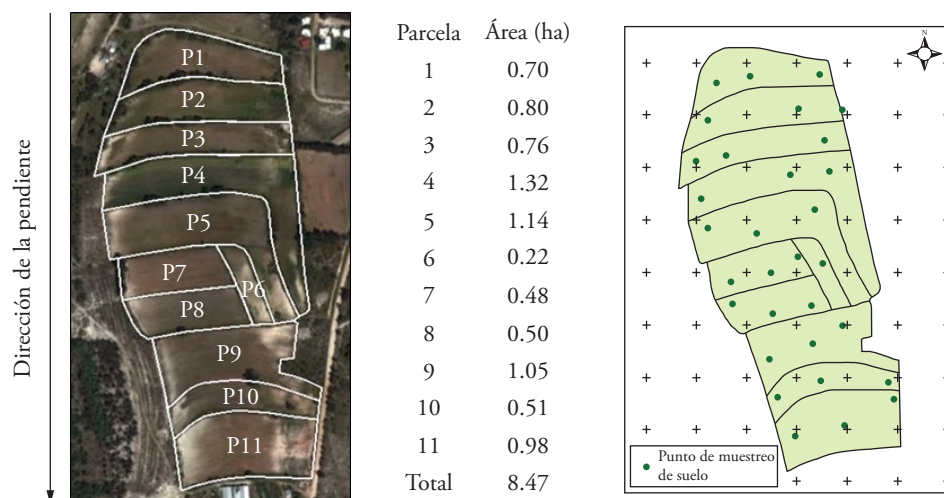 Dirección de la pendiente
P1
P2
P3
P4
P5
P7
P6
P8
P9
P10
P11
Parcela Área (ha)
1 0.70
2 0.80
3 0.76
4 1.32
5 1.14
6 0.22
7 0.48
8 0.50
9 1.05
10 0.51
11 0.98
Total 8.47
Punto de muestreo
de suelo